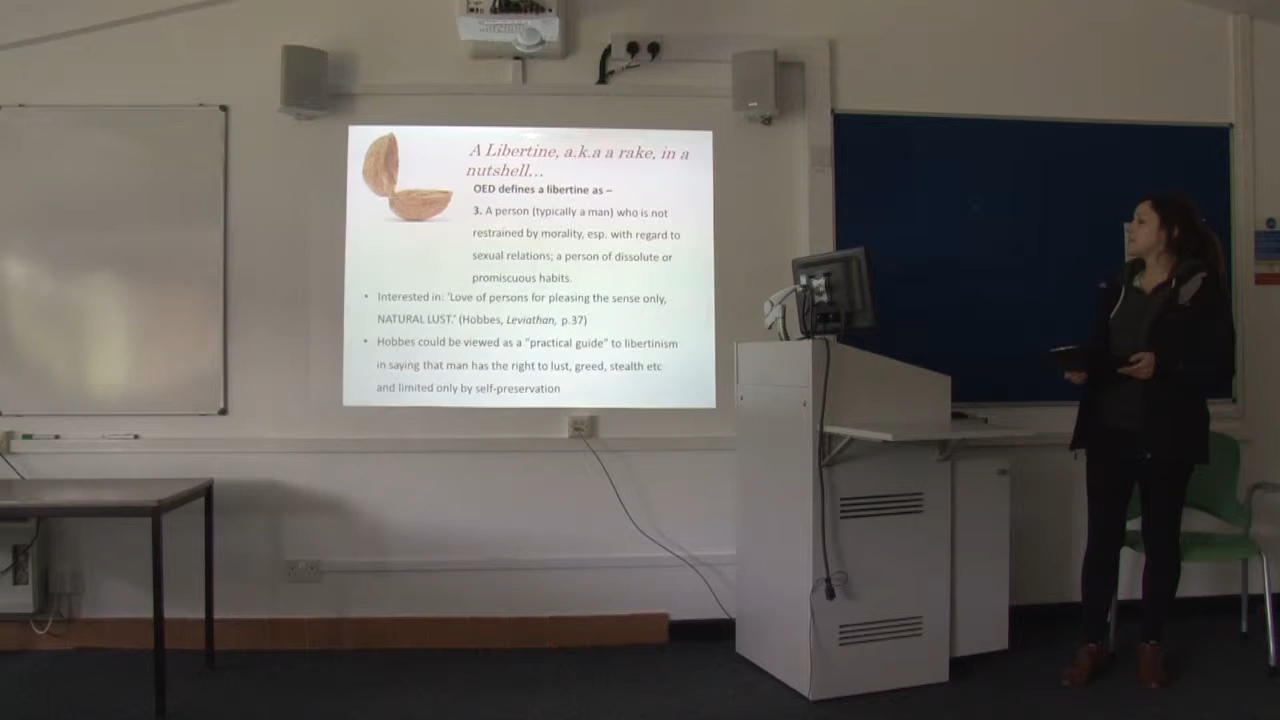 A Libertine, a.k.a a rake, in a
nutshell...
OED defines a libertine as –
3. A person (typically a man) who is not
restrained by morality, esp. with regard to
sexual relations; a person of dissolute or
promiscuous habits.
• Interested in: 'Love of persons for pleasing the sense only,
NATURAL LUST.' (Hobbes, Leviathan, p.37)
• Hobbes could be viewed as a "practical guide" to libertinism
in saying that man has the right to lust, greed, stealth etc
and limited only by self-preservation